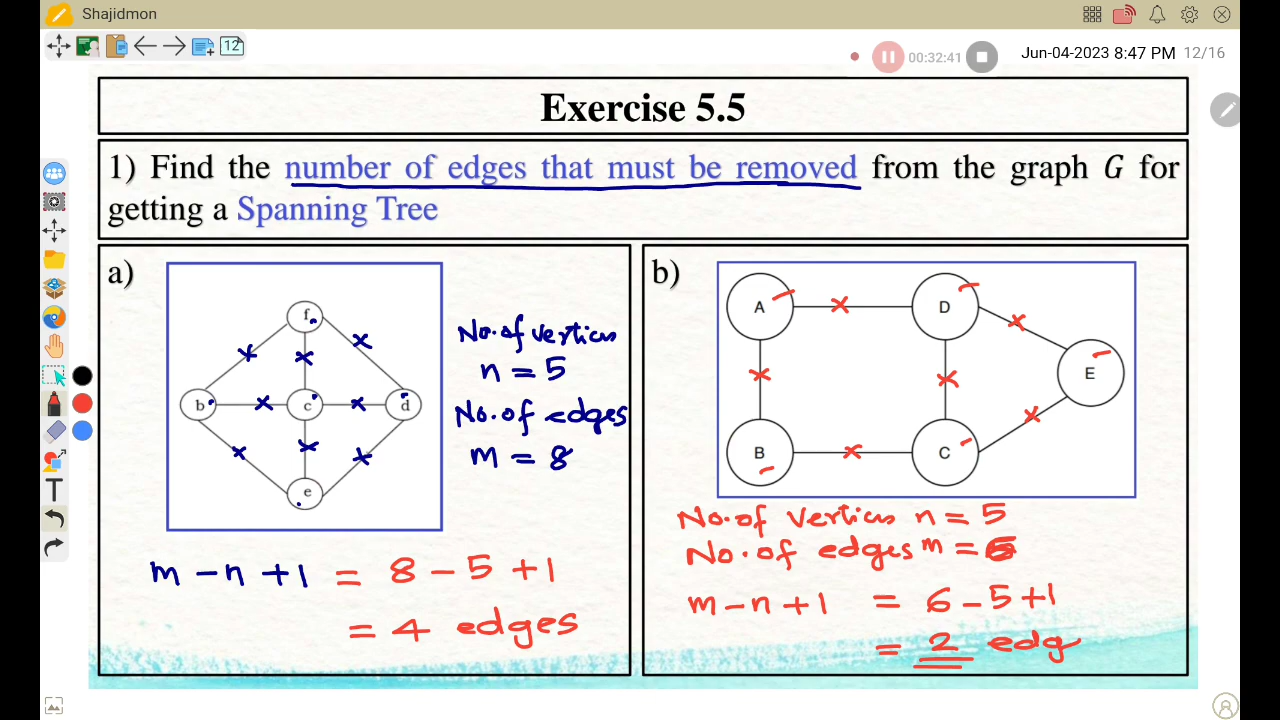 Shajidmon
12
00:32:41
Jun-04-2023 8:47 PM 12/16
Exercise 5.5
1) Find the number of edges that must be removed from the graph G for
getting a Spanning Tree
a)
f
b
c
d
e
No. of vertices
n = 5
No. of edges
m = 8
m - n + 1 = 8 - 5 + 1
= 4 edges
b)
A
D
E
B
C
No. of vertices n = 5
No. of edges m =
m - n + 1 = 6 - 5 + 1
= 2 edg
T